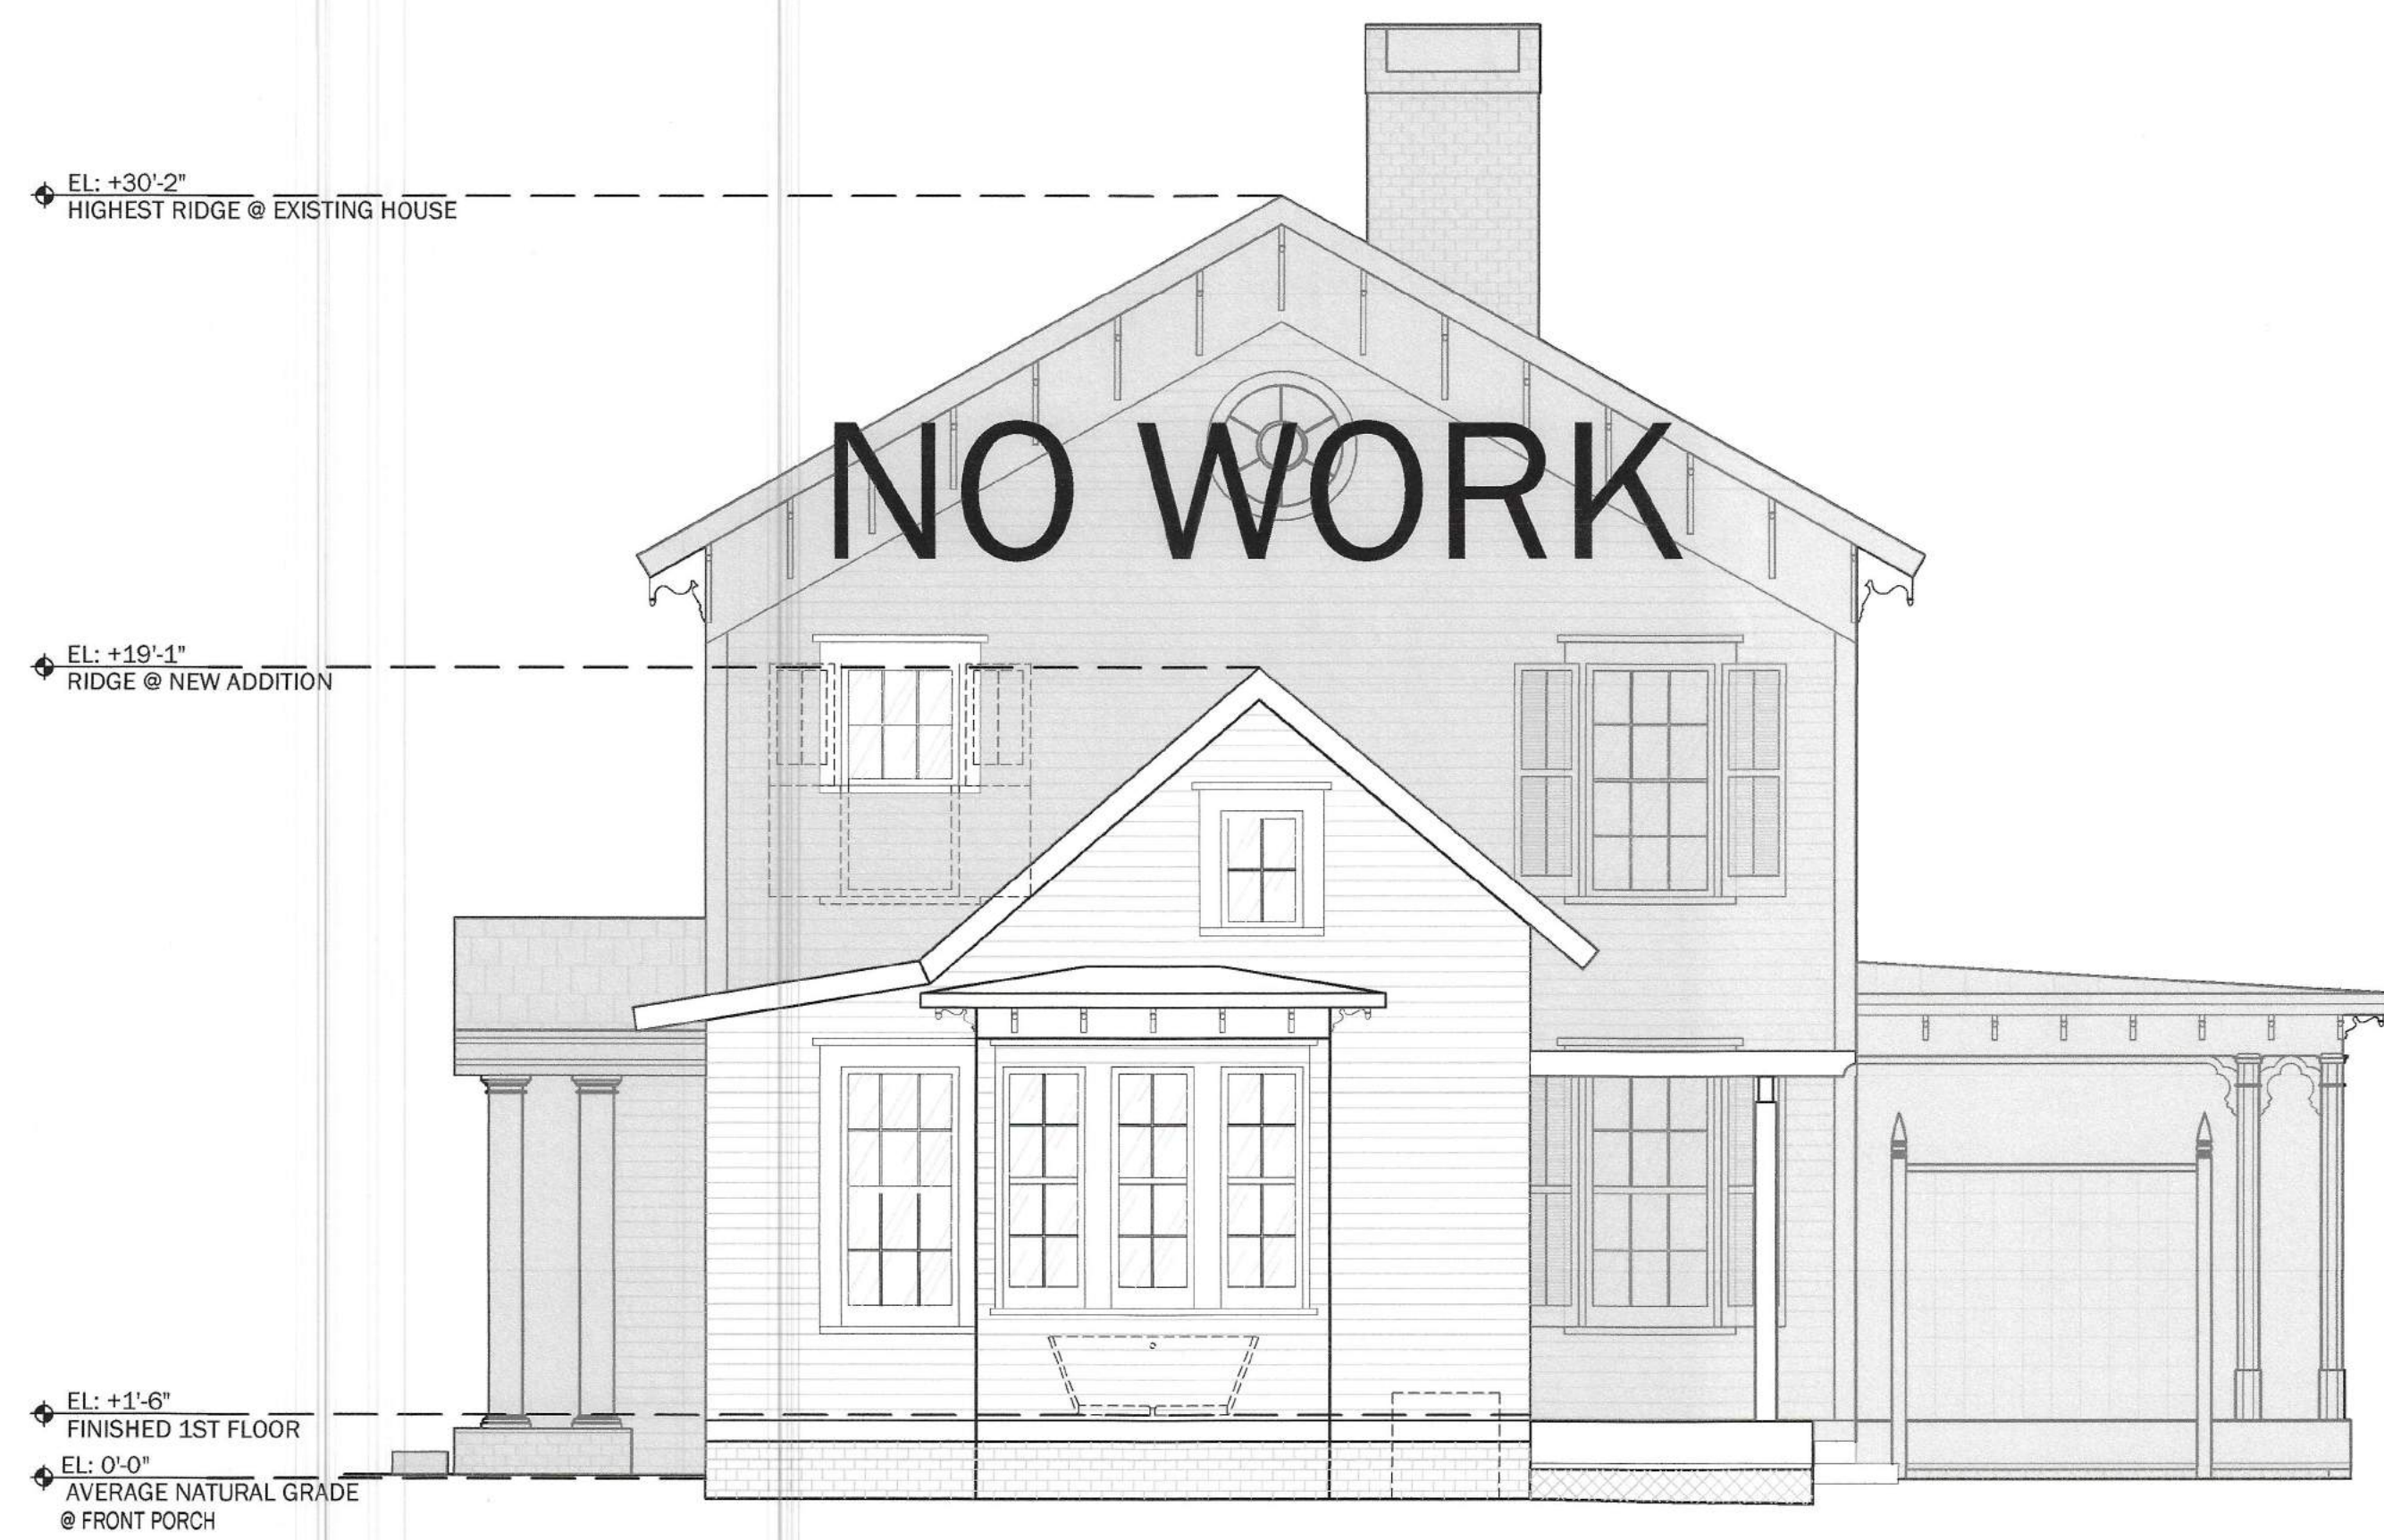 EL: +30'-2"
HIGHEST RIDGE @ EXISTING HOUSE
NO WORK
EL: +19'-1"
RIDGE @ NEW ADDITION
EL: +1'-6"
FINISHED 1ST FLOOR
EL: 0'-0"
AVERAGE NATURAL GRADE
@ FRONT PORCH